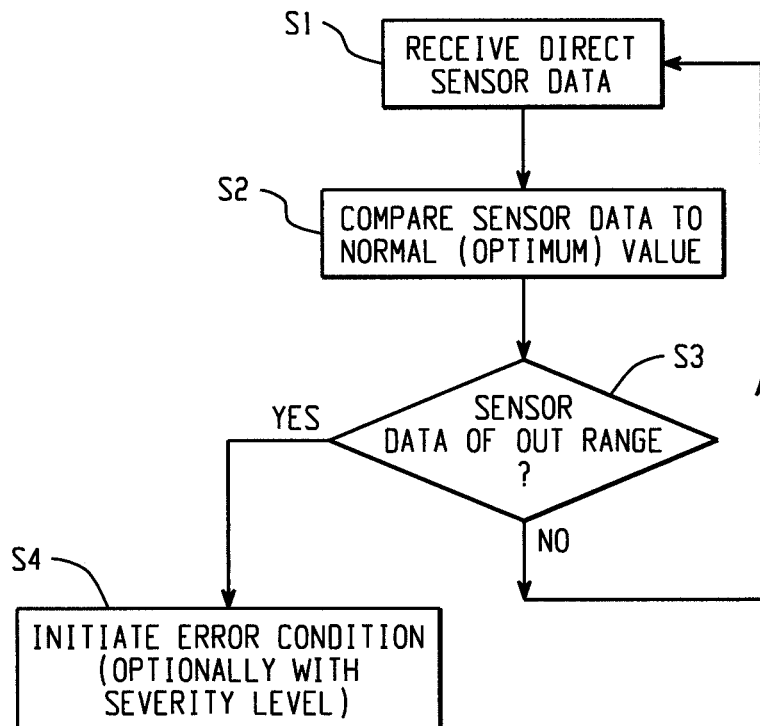 S1
RECEIVE DIRECT
SENSOR DATA
S2
COMPARE SENSOR DATA TO
NORMAL (OPTIMUM) VALUE
S3
SENSOR
DATA OF OUT RANGE
?
YES
NO
S4
INITIATE ERROR CONDITION
(OPTIONALLY WITH
SEVERITY LEVEL)